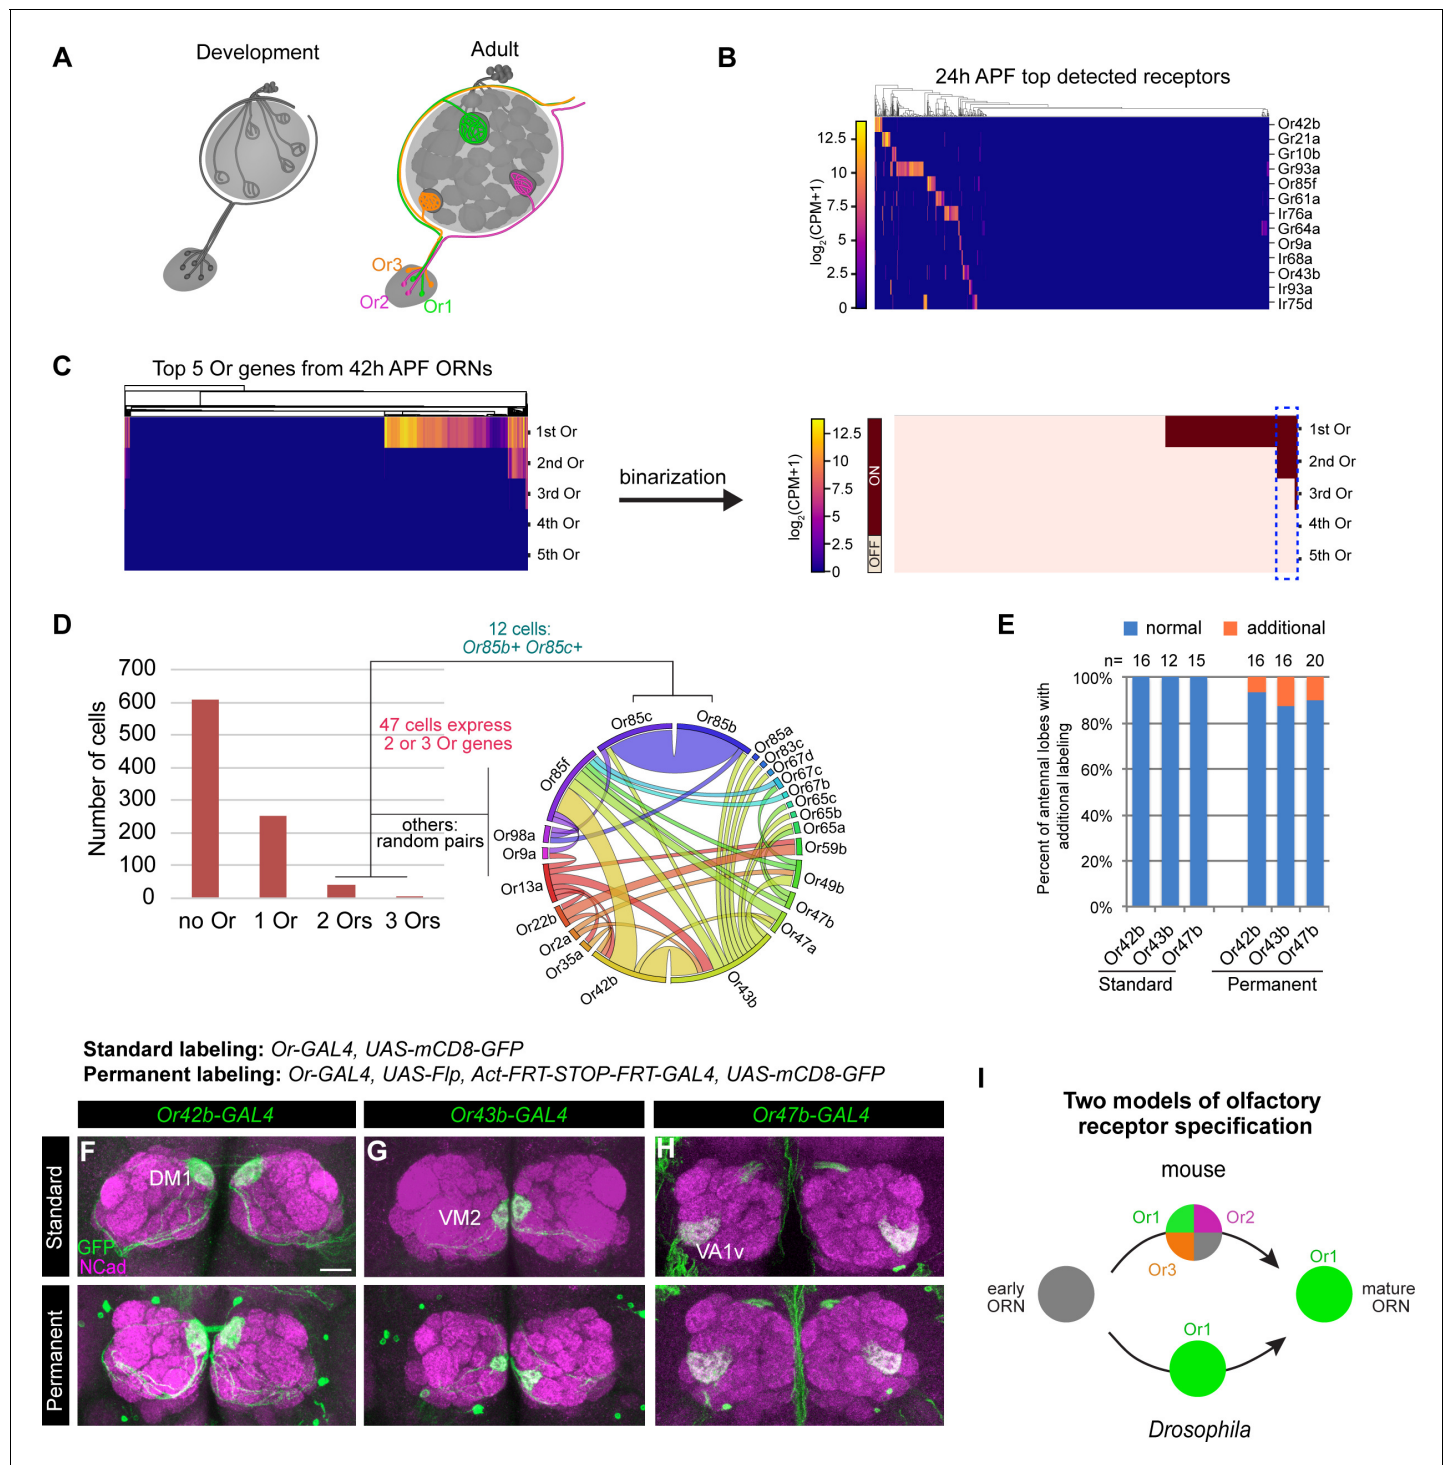 A
Development
Adult
Or3
Or2
Or1
B
24h APF top detected receptors
log2(CPM+1)
12.5
10
7.5
5
2.5
0
Or42b
Gr21a
Gr10b
Gr93a
Or85f
Gr61a
Ir76a
Gr64a
Or9a
Ir68a
Or43b
Ir93a
Ir75d
C
Top 5 Or genes from 42h APF ORNs
1st Or
2nd Or
3rd Or
4th Or
5th Or
binarization
log2(CPM+1)
12.5
10
7.5
5
2.5
0
ON
OFF
1st Or
2nd Or
3rd Or
4th Or
5th Or
D
Number of cells
700
600
500
400
300
200
100
0
no Or
1 Or
2 Ors
3 Ors
12 cells:
Or85b+ Or85c+
47 cells express
2 or 3 Or genes
others:
random pairs
Or85c
Or85b
Or85a
Or83c
Or67d
Or67c
Or67b
Or65c
Or65b
Or65a
Or59b
Or49b
Or47b
Or47a
Or43b
Or42b
Or35a
Or2a
Or22b
Or13a
Or9a
Or98a
Or85f
E
normal
additional
n= 16 12 15 16 16 20
Percent of antennal lobes with
additional labeling
100%
80%
60%
40%
20%
0%
Or42b
Or43b
Or47b
Or42b
Or43b
Or47b
Standard
Permanent
Standard labeling: Or-GAL4, UAS-mCD8-GFP
Permanent labeling: Or-GAL4, UAS-Flp, Act-FRT-STOP-FRT-GAL4, UAS-mCD8-GFP
Or42b-GAL4
Or43b-GAL4
Or47b-GAL4
Standard
Permanent
F
DM1
GFP
NCad
G
VM2
H
VA1v
I
Two models of olfactory
receptor specification
mouse
Or1
Or2
Or3
early
ORN
Or1
mature
ORN
Or1
Drosophila